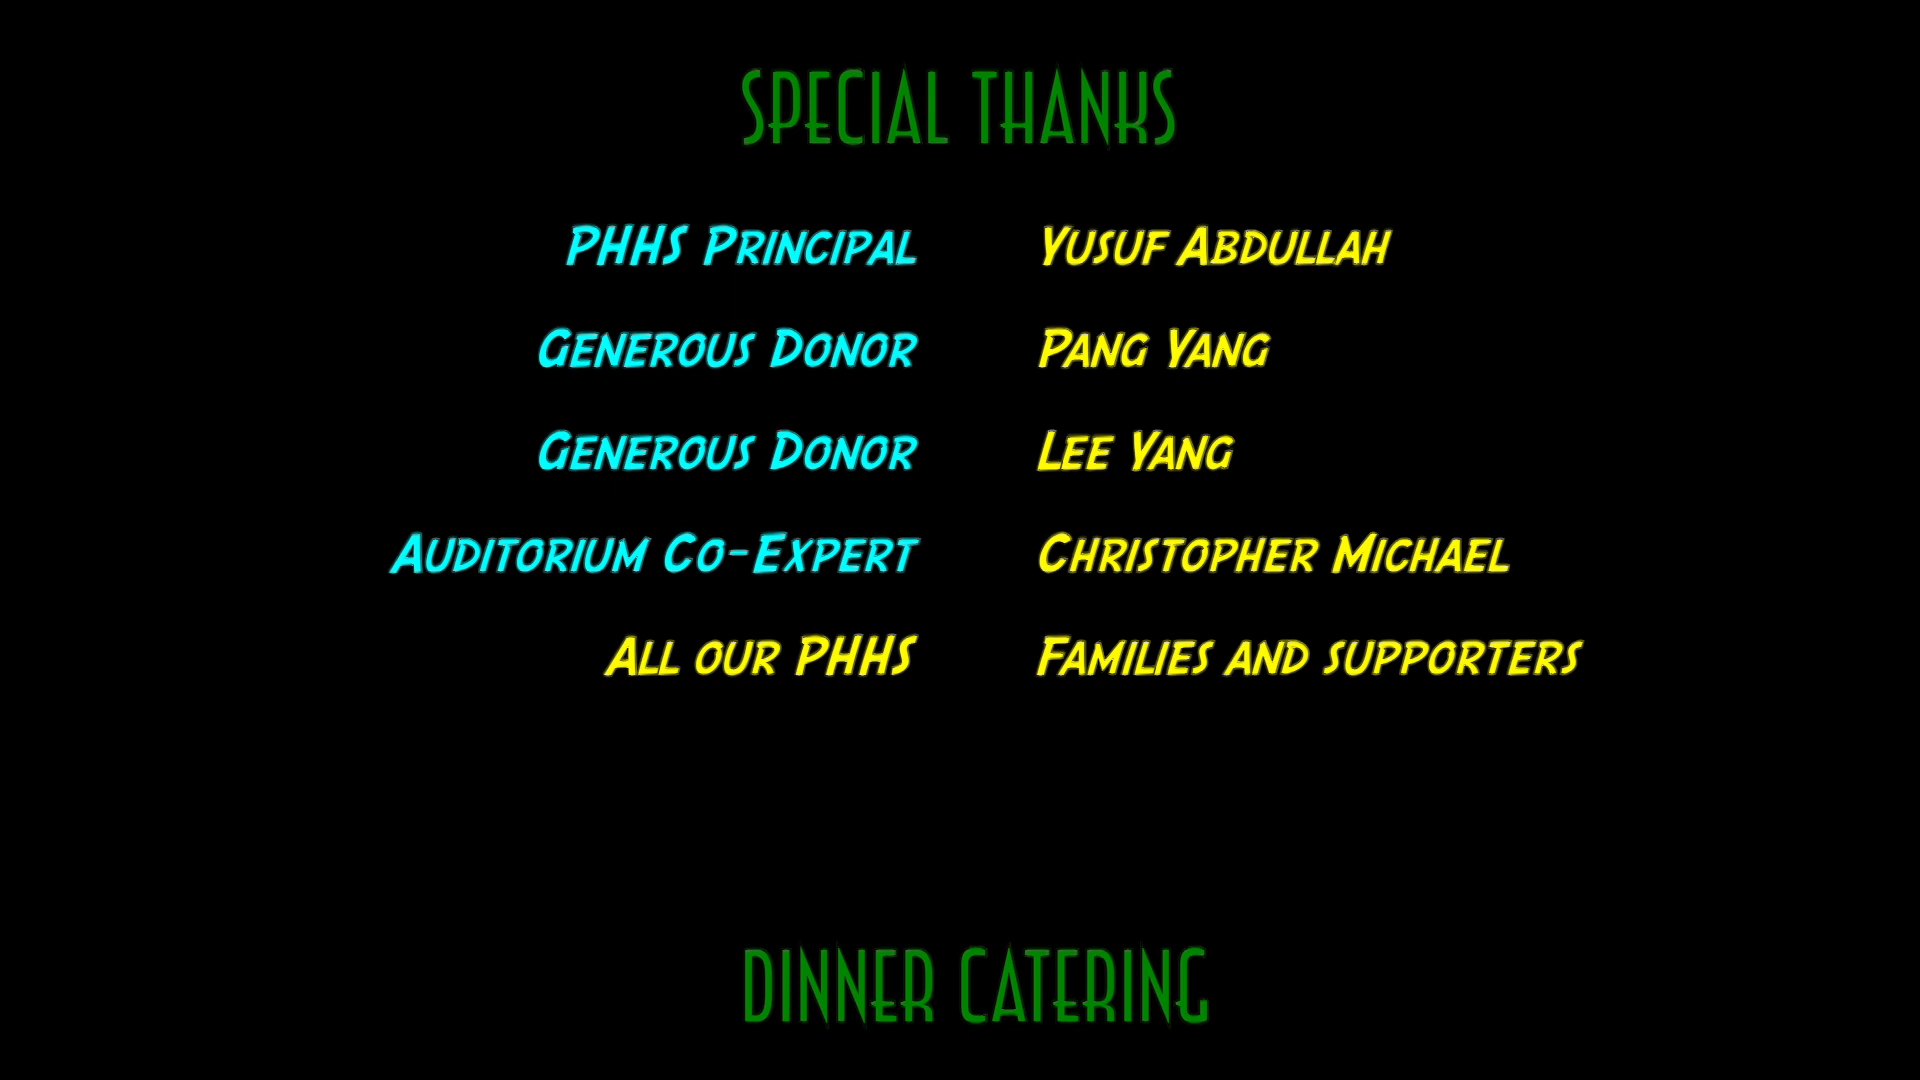 SPECIAL THANKS
PHHS Principal Yusuf Abdullah
Generous Donor Pang Yang
Generous Donor Lee Yang
Auditorium Co-Expert Christopher Michael
All our PHHS Families and supporters
DINNER CATERING